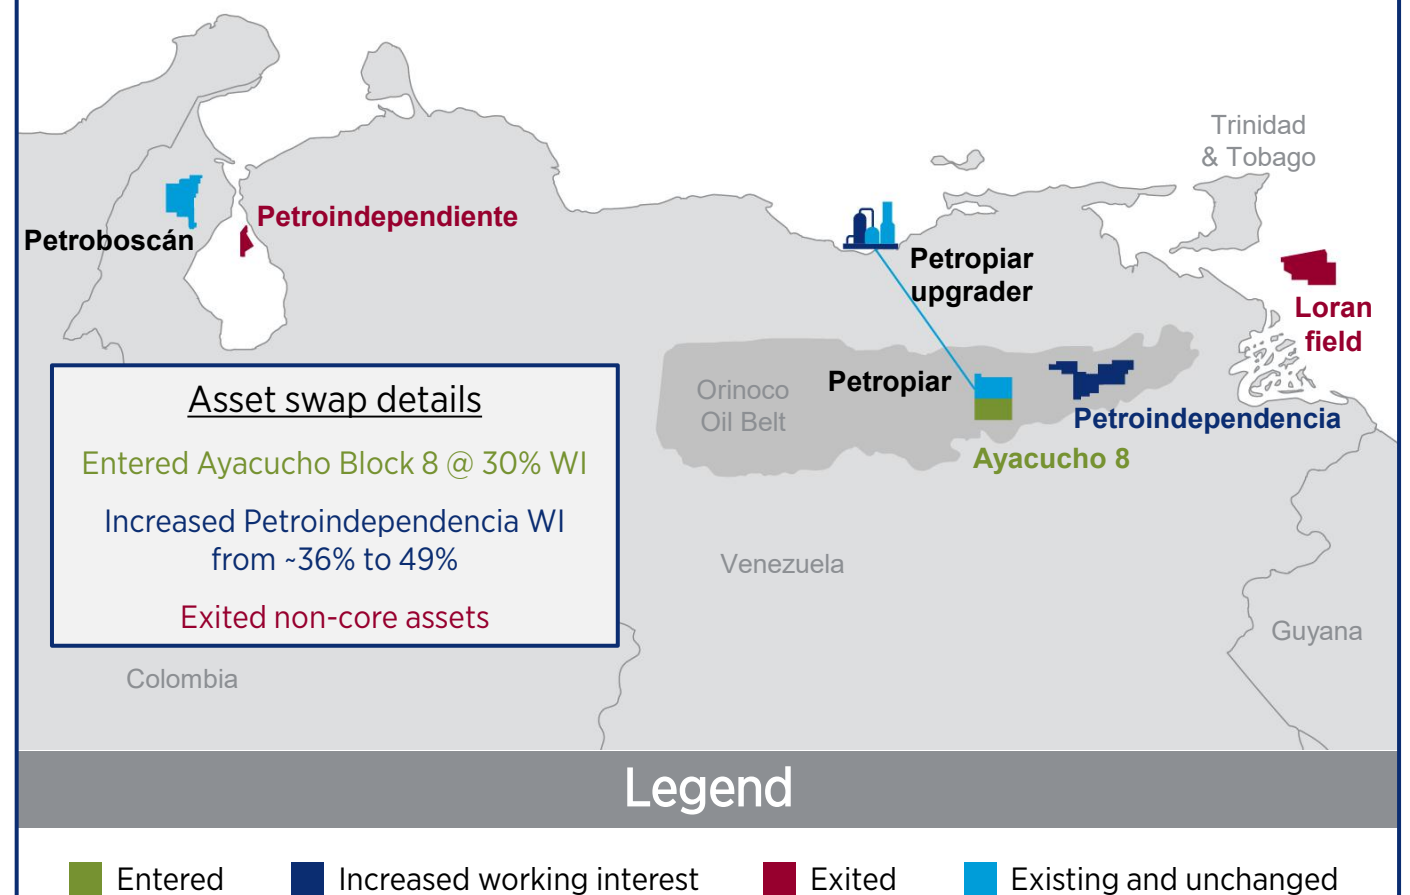 Trinidad
& Tobago
Petroindependiente
Petroboscán
Petropiar
upgrader
Loran
field
Orinoco
Oil Belt
Petropiar
Petroindependencia
Ayacucho 8
Asset swap details
Entered Ayacucho Block 8 @ 30% WI
Increased Petroindependencia WI
from ~36% to 49%
Exited non-core assets
Venezuela
Guyana
Colombia
Legend
Entered
Increased working interest
Exited
Existing and unchanged